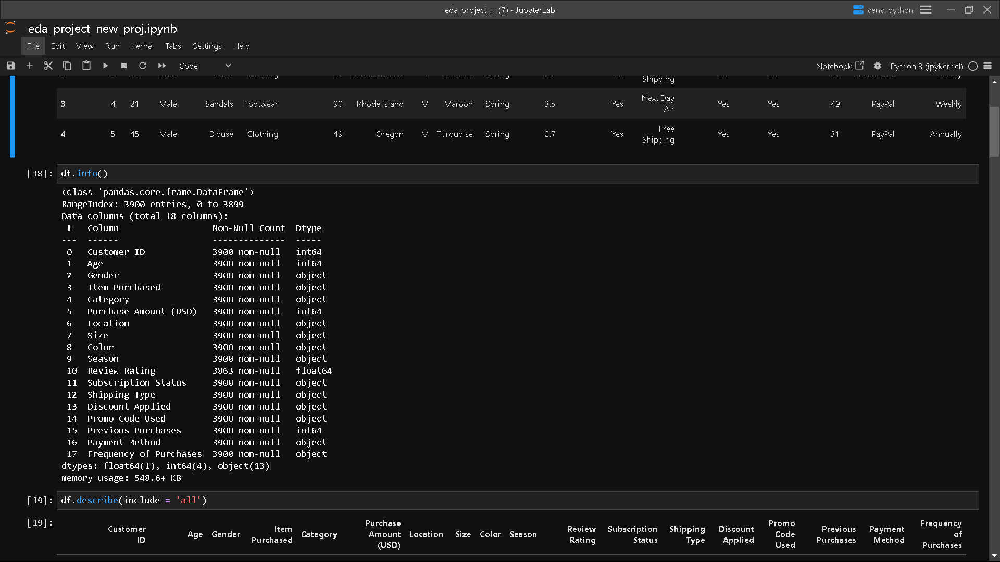 eda_project_... (7) - JupyterLab
venv: python
eda_project_new_proj.ipynb
File Edit View Run Kernel Tabs Settings Help
Code
Notebook
Python 3 (ipykernel)
Shipping
3 4 21 Male Sandals Footwear 90 Rhode Island M Maroon Spring 3.5 Yes Next Day Air Yes Yes 49 PayPal Weekly
4 5 45 Male Blouse Clothing 49 Oregon M Turquoise Spring 2.7 Yes Free Shipping Yes Yes 31 PayPal Annually
[18]: df.info()
<class 'pandas.core.frame.DataFrame'>
RangeIndex: 3900 entries, 0 to 3899
Data columns (total 18 columns):
# Column Non-Null Count Dtype
--- ------ -------------- -----
0 Customer ID 3900 non-null int64
1 Age 3900 non-null int64
2 Gender 3900 non-null object
3 Item Purchased 3900 non-null object
4 Category 3900 non-null object
5 Purchase Amount (USD) 3900 non-null int64
6 Location 3900 non-null object
7 Size 3900 non-null object
8 Color 3900 non-null object
9 Season 3900 non-null object
10 Review Rating 3863 non-null float64
11 Subscription Status 3900 non-null object
12 Shipping Type 3900 non-null object
13 Discount Applied 3900 non-null object
14 Promo Code Used 3900 non-null object
15 Previous Purchases 3900 non-null int64
16 Payment Method 3900 non-null object
17 Frequency of Purchases 3900 non-null object
dtypes: float64(1), int64(4), object(13)
memory usage: 548.6+ KB
[19]: df.describe(include = 'all')
[19]:
Customer ID Age Gender Item Purchased Category Purchase Amount (USD) Location Size Color Season Review Rating Subscription Status Shipping Type Discount Applied Promo Code Used Previous Purchases Payment Method Frequency of Purchases